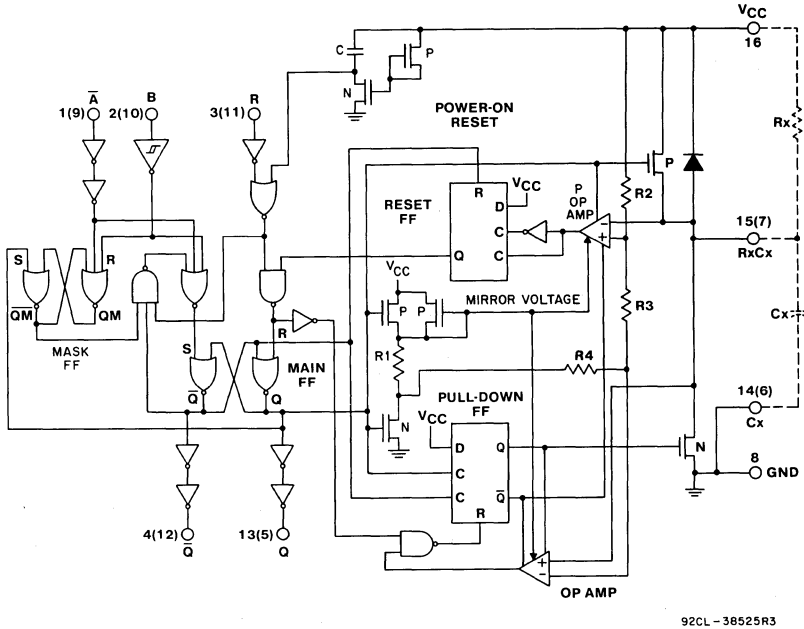 VCC
16
C
P
N
POWER-ON
RESET
A̅
1(9)
B
2(10)
R
3(11)
Rx
P
R
RESET
FF
D
VCC
C
C
Q
P
OP
AMP
−
+
R2
15(7)
RxCx
S
R
Q̅M̅
QM
MASK
FF
VCC
P
P
MIRROR VOLTAGE
R3
Cx
R
S
MAIN
FF
Q̅
Q
R1
R4
N
PULL-DOWN
FF
VCC
D
Q
C
C
Q̅
R
N
14(6)
Cx
8
GND
4(12)
Q̅
13(5)
Q
+
−
OP AMP
92CL-38525R3